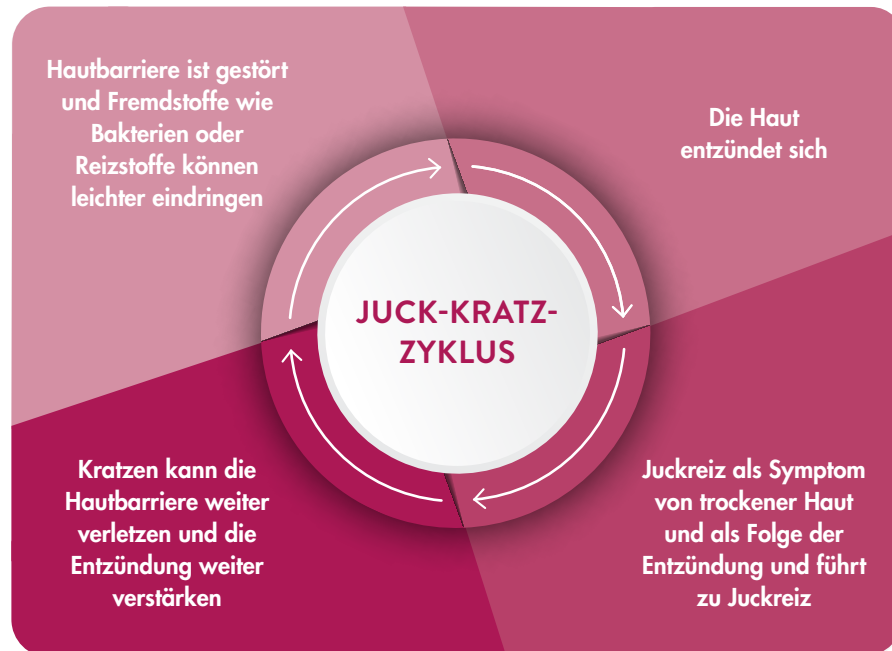 Hautbarriere ist gestört
und Fremdstoffe wie
Bakterien oder
Reizstoffe können
leichter eindringen
Die Haut
entzündet sich
JUCK-KRATZ-
ZYKLUS
Kratzen kann die
Hautbarriere weiter
verletzen und die
Entzündung weiter
verstärken
Juckreiz als Symptom
von trockener Haut
und als Folge der
Entzündung und führt
zu Juckreiz